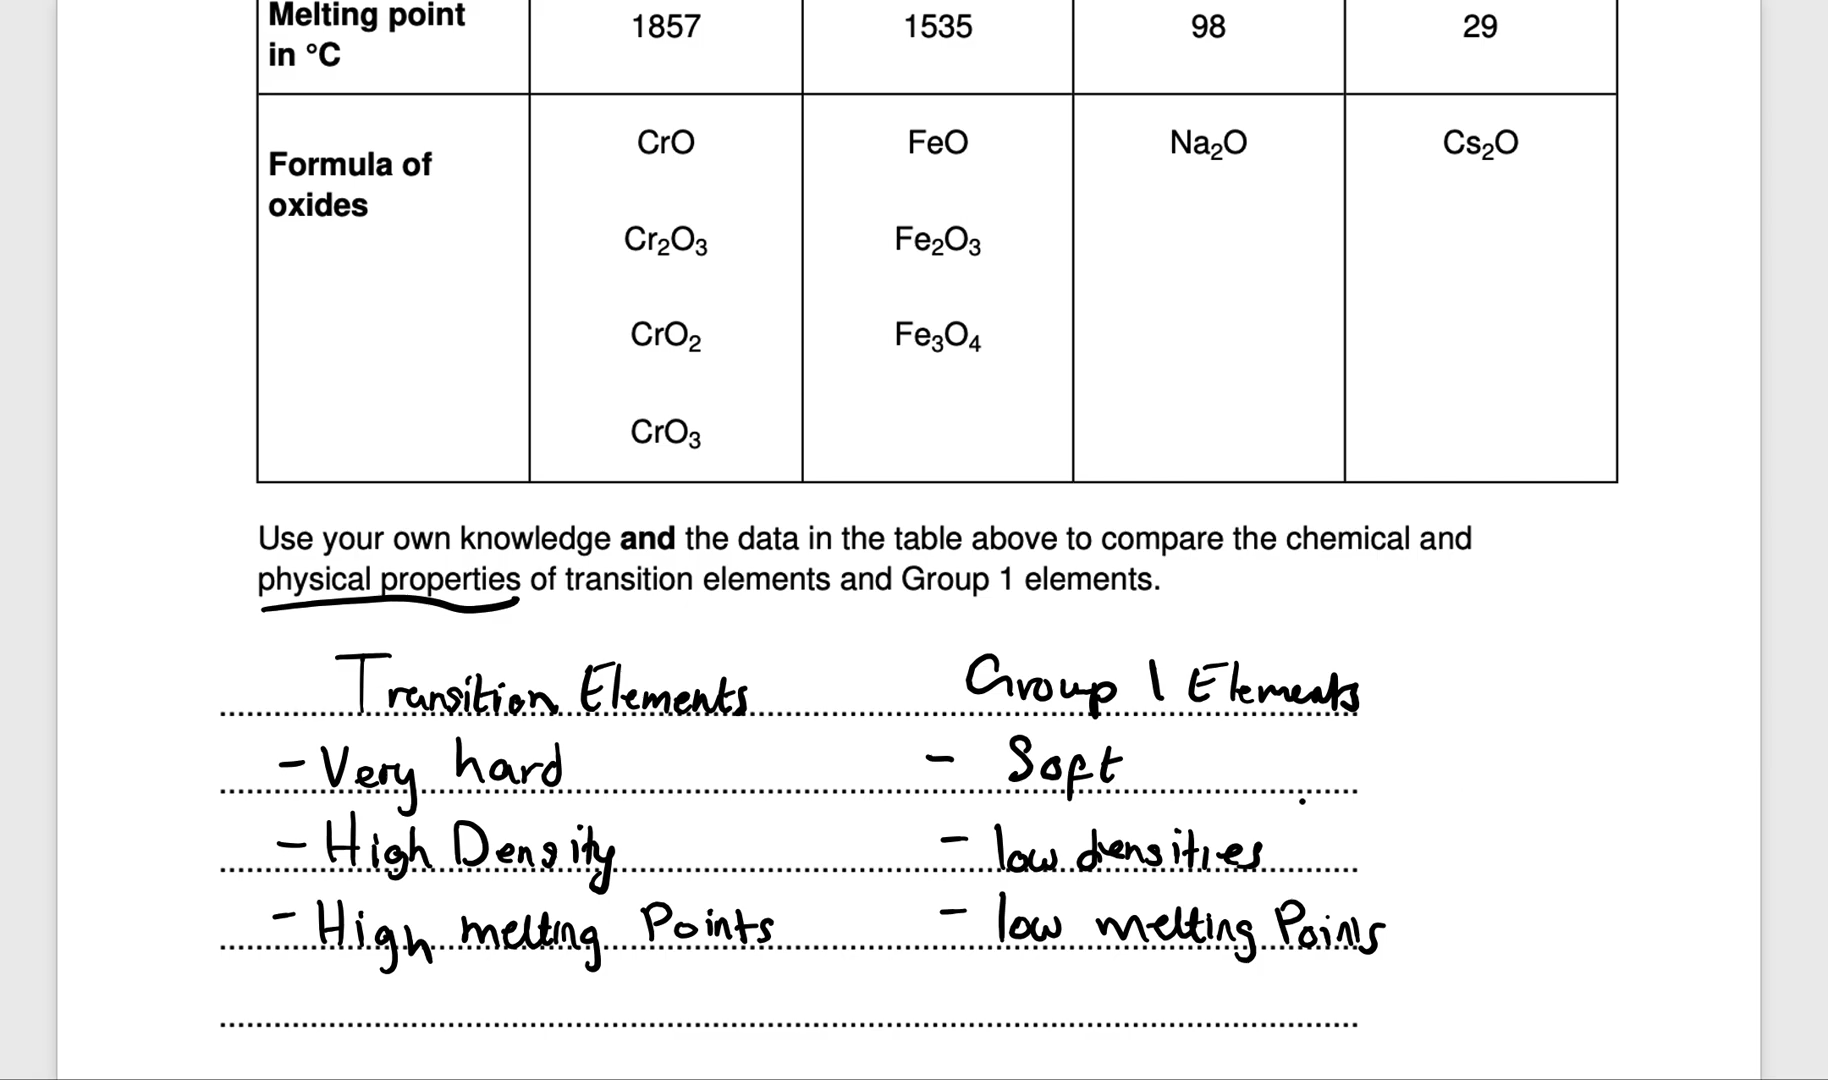 Melting point in °C 1857 1535 98 29
Formula of oxides CrO FeO Na₂O Cs₂O
Cr₂O₃ Fe₂O₃
CrO₂ Fe₃O₄
CrO₃
Use your own knowledge and the data in the table above to compare the chemical and
physical properties of transition elements and Group 1 elements.
Transition Elements Group 1 Elements
- Very hard - Soft
- High Density - low densities
- High melting Points - low melting Points